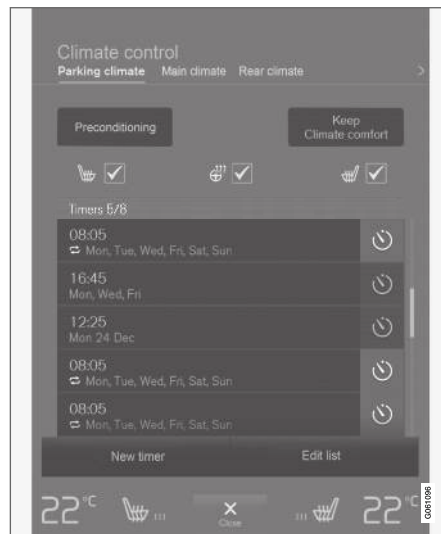 Climate control
Parking climate Main climate Rear climate
Preconditioning
Keep
Climate comfort
Timers 5/8
08:05
Mon, Tue, Wed, Fri, Sat, Sun
16:45
Mon, Wed, Fri
12:25
Mon 24 Dec
08:05
Mon, Tue, Wed, Fri, Sat, Sun
08:05
Mon, Tue, Wed, Fri, Sat, Sun
New timer Edit list
22°C 22°C
Close
G061096